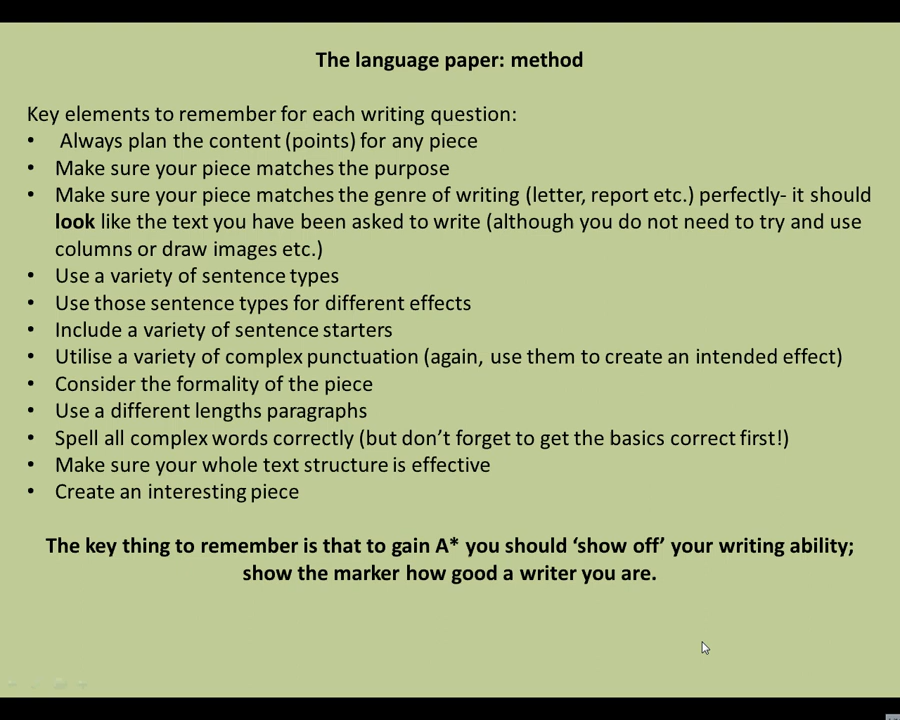 The language paper: method
Key elements to remember for each writing question:
• Always plan the content (points) for any piece
• Make sure your piece matches the purpose
• Make sure your piece matches the genre of writing (letter, report etc.) perfectly- it should
look like the text you have been asked to write (although you do not need to try and use
columns or draw images etc.)
• Use a variety of sentence types
• Use those sentence types for different effects
• Include a variety of sentence starters
• Utilise a variety of complex punctuation (again, use them to create an intended effect)
• Consider the formality of the piece
• Use a different lengths paragraphs
• Spell all complex words correctly (but don’t forget to get the basics correct first!)
• Make sure your whole text structure is effective
• Create an interesting piece
The key thing to remember is that to gain A* you should ‘show off’ your writing ability;
show the marker how good a writer you are.